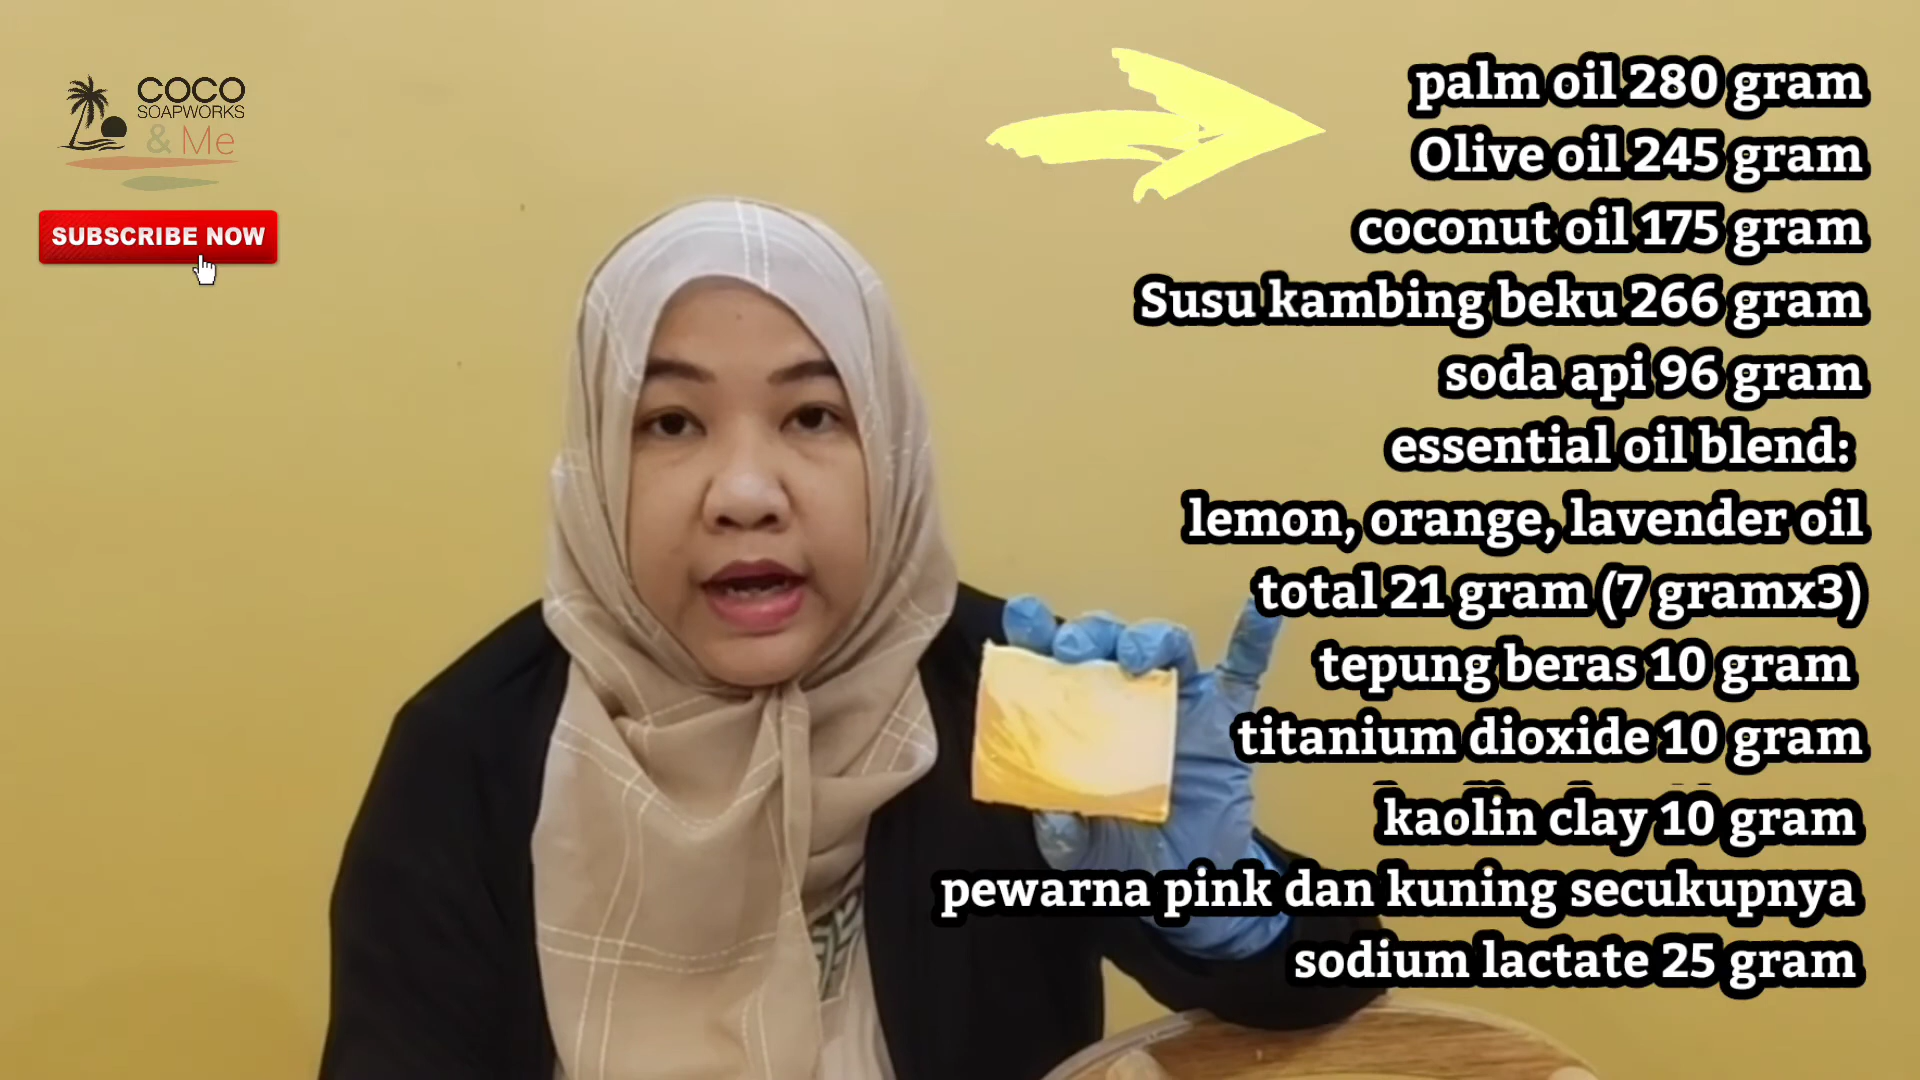 COCO
SOAPWORKS
& Me
SUBSCRIBE NOW
palm oil 280 gram
Olive oil 245 gram
coconut oil 175 gram
Susu kambing beku 266 gram
soda api 96 gram
essential oil blend:
lemon, orange, lavender oil
total 21 gram (7 gramx3)
tepung beras 10 gram
titanium dioxide 10 gram
kaolin clay 10 gram
pewarna pink dan kuning secukupnya
sodium lactate 25 gram